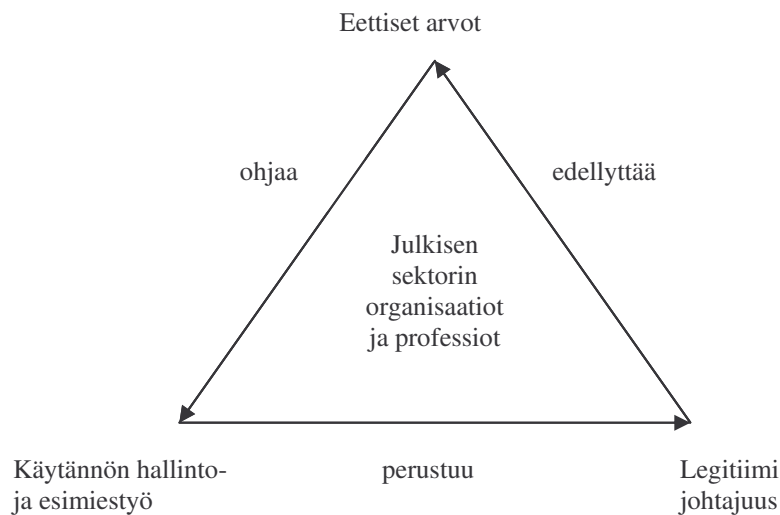 Eettiset arvot
ohjaa
edellyttää
Julkisen
sektorin
organisaatiot
ja professiot
Käytännön hallinto-
ja esimiestyö
perustuu
Legitiimi
johtajuus